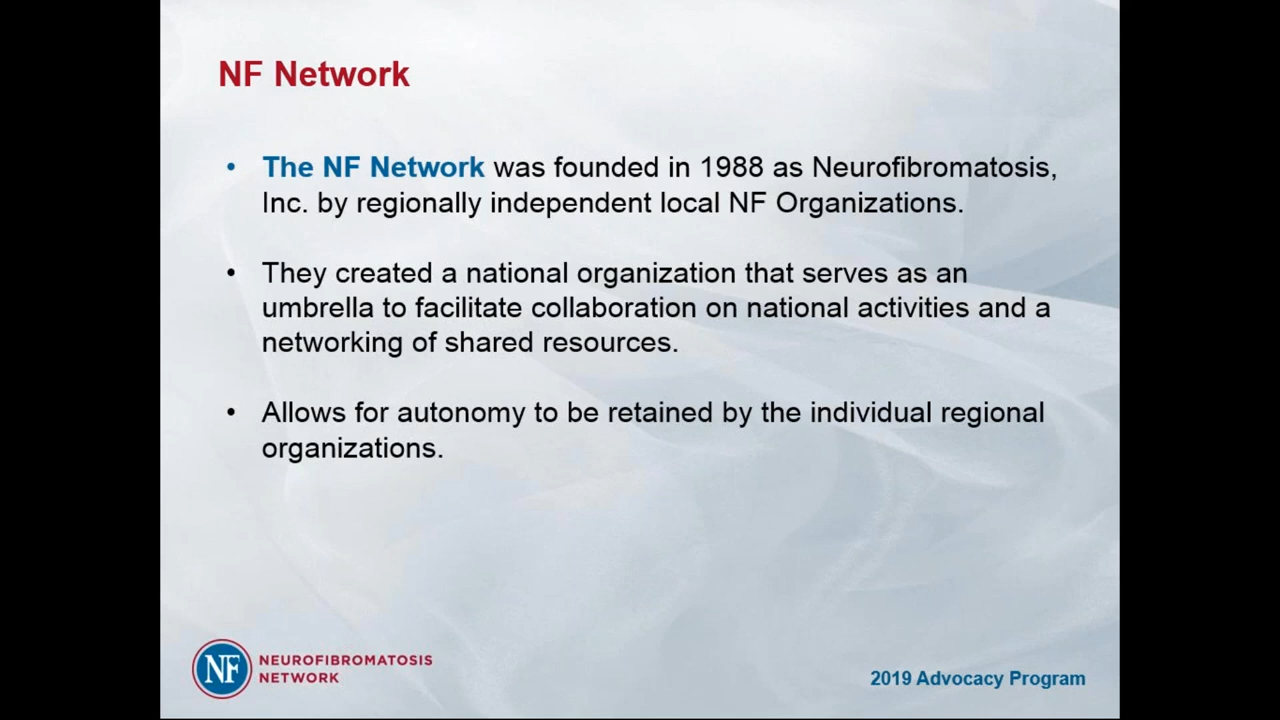 NF Network
• The NF Network was founded in 1988 as Neurofibromatosis,
Inc. by regionally independent local NF Organizations.
• They created a national organization that serves as an
umbrella to facilitate collaboration on national activities and a
networking of shared resources.
• Allows for autonomy to be retained by the individual regional
organizations.
NF
NEUROFIBROMATOSIS
NETWORK
2019 Advocacy Program